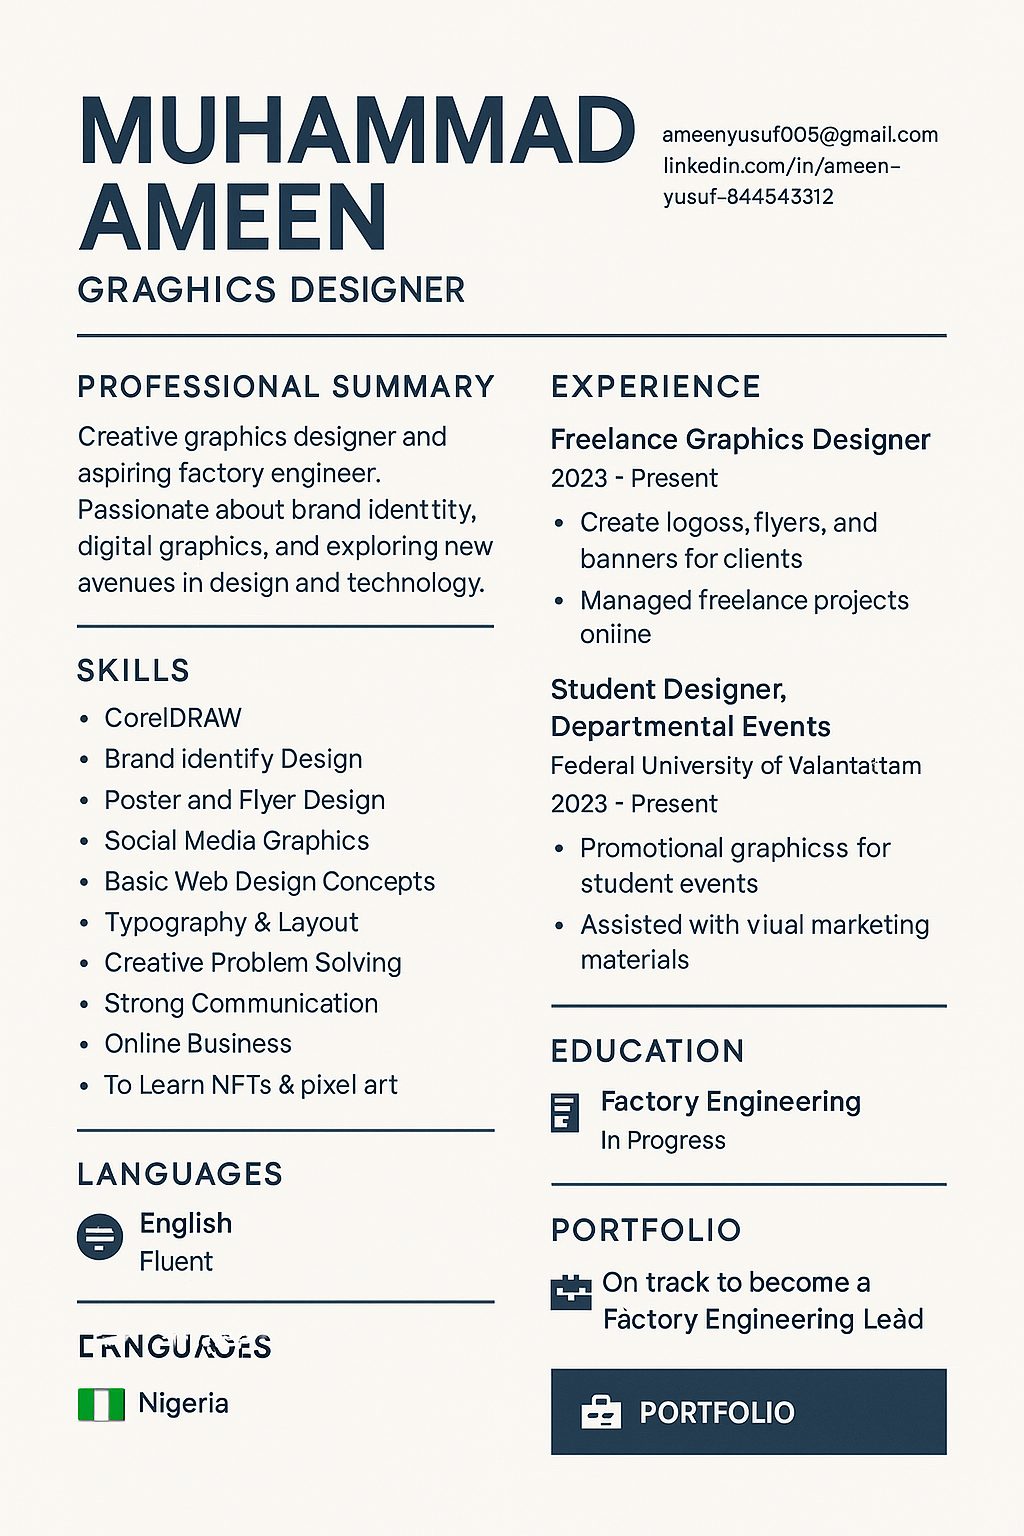 MUHAMMAD
AMEEN
GRAGHICS DESIGNER
ameenyusuf005@gmail.com
linkedin.com/in/ameen-
yusuf-844543312
PROFESSIONAL SUMMARY
Creative graphics designer and
aspiring factory engineer.
Passionate about brand identtity,
digital graphics, and exploring new
avenues in design and technology.
SKILLS
• CorelDRAW
• Brand identify Design
• Poster and Flyer Design
• Social Media Graphics
• Basic Web Design Concepts
• Typography & Layout
• Creative Problem Solving
• Strong Communication
• Online Business
• To Learn NFTs & pixel art
LANGUAGES
English
Fluent
Nigeria
EXPERIENCE
Freelance Graphics Designer
2023 - Present
• Create logoss, flyers, and
banners for clients
• Managed freelance projects
oniine
Student Designer,
Departmental Events
Federal University of Valantattam
2023 - Present
• Promotional graphicss for
student events
• Assisted with viual marketing
materials
EDUCATION
Factory Engineering
In Progress
PORTFOLIO
On track to become a
Fàctory Engineering Leàd
PORTFOLIO